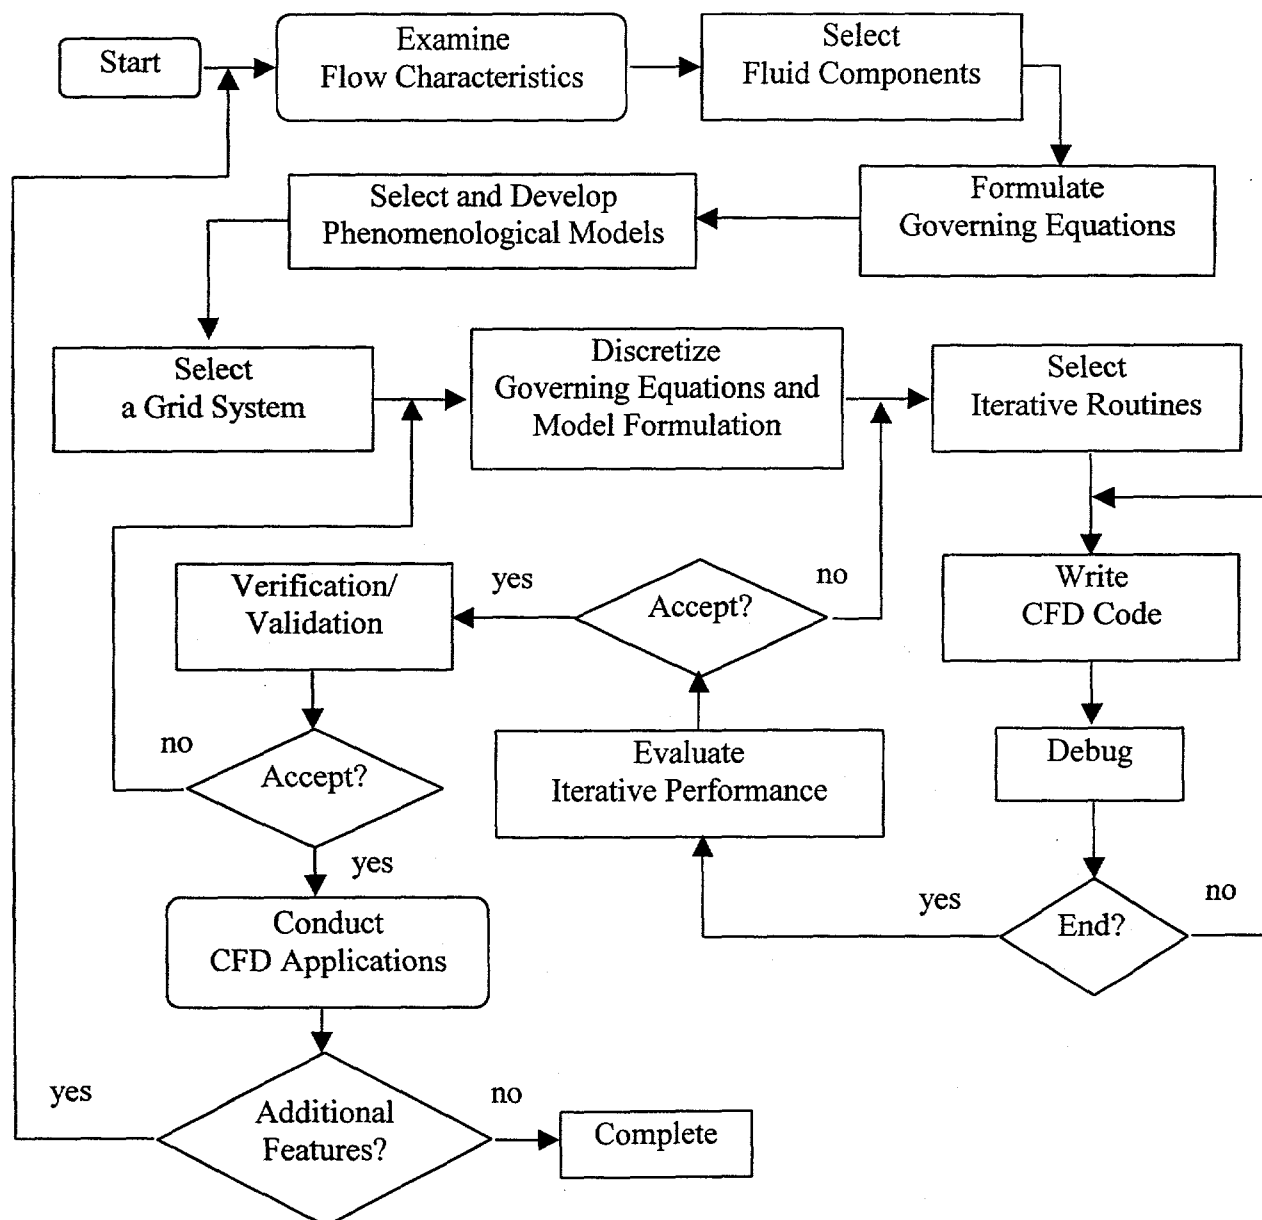 Start
Examine
Flow Characteristics
Select
Fluid Components
Formulate
Governing Equations
Select and Develop
Phenomenological Models
Select
a Grid System
Discretize
Governing Equations and
Model Formulation
Select
Iterative Routines
Write
CFD Code
Debug
End?
no
yes
Evaluate
Iterative Performance
Accept?
no
yes
Verification/
Validation
Accept?
no
yes
Conduct
CFD Applications
Additional
Features?
yes
no
Complete